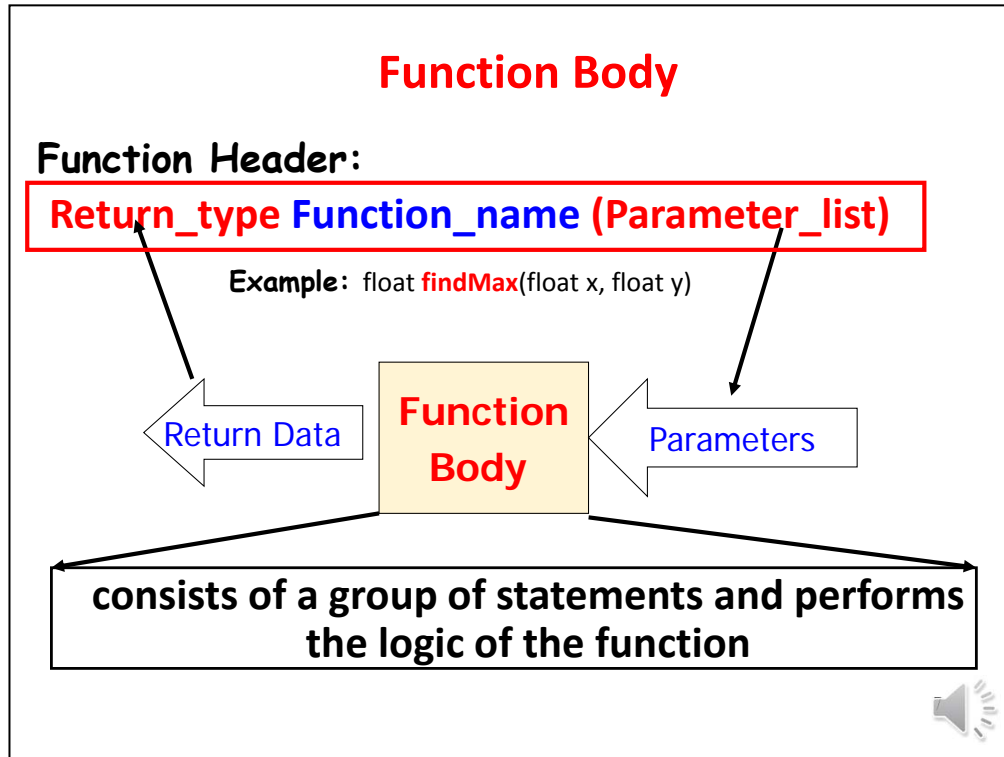 Function Body
Function Header:
Return_type Function_name (Parameter_list)
Example: float findMax(float x, float y)
Return Data
Function
Body
Parameters
consists of a group of statements and performs
the logic of the function